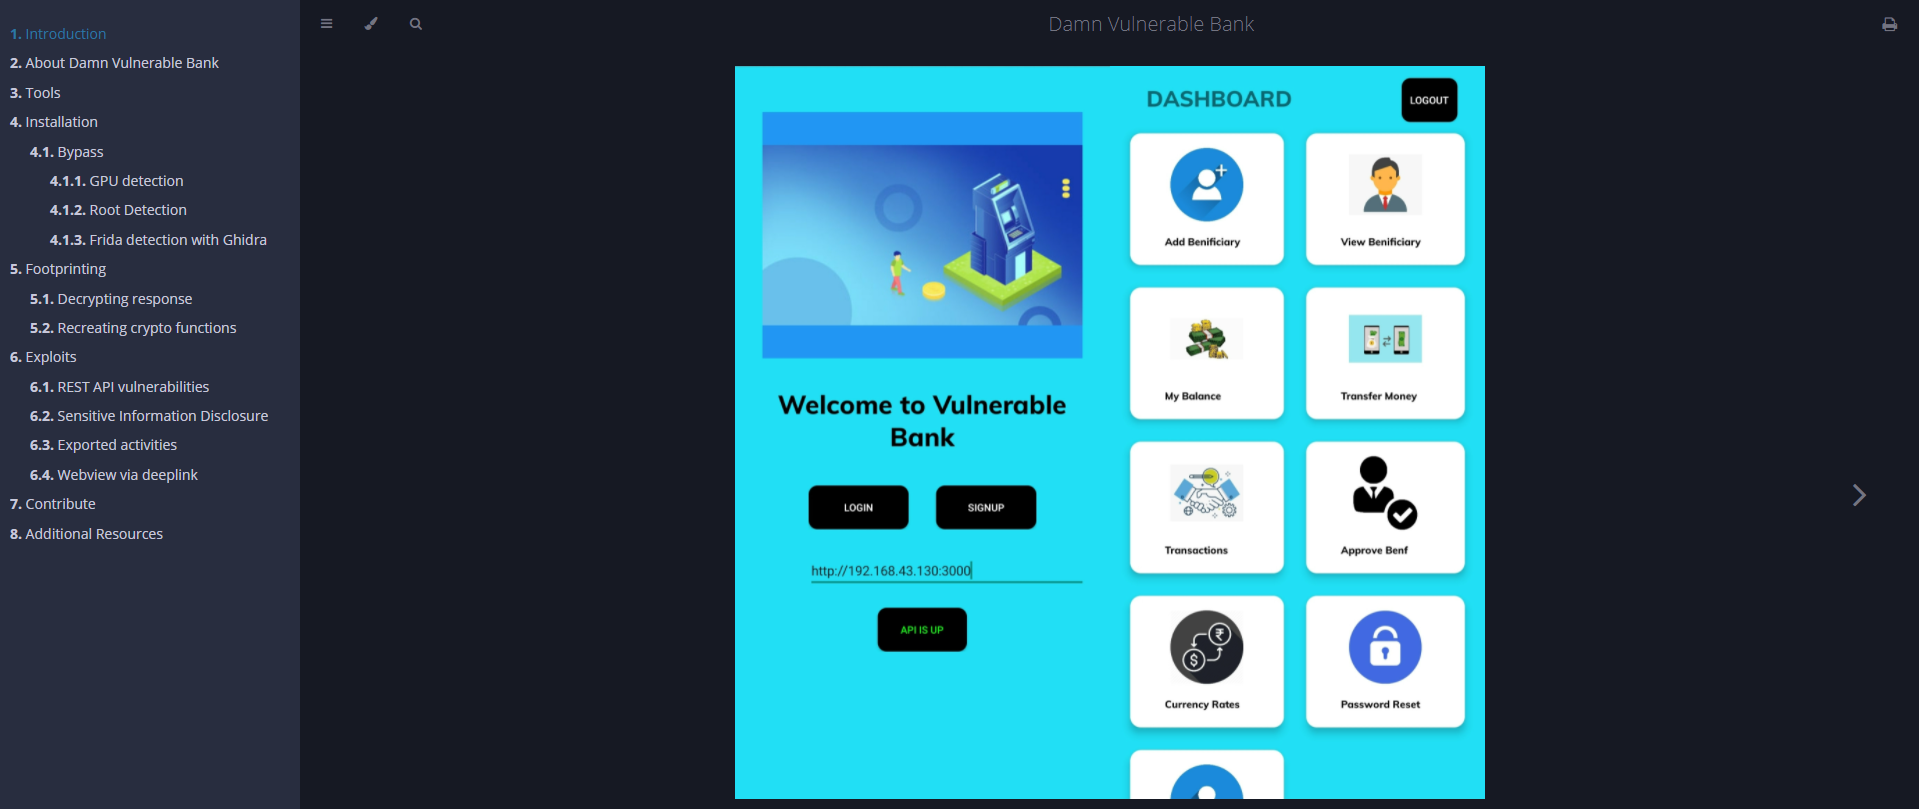 1. Introduction
2. About Damn Vulnerable Bank
3. Tools
4. Installation
4.1. Bypass
4.1.1. GPU detection
4.1.2. Root Detection
4.1.3. Frida detection with Ghidra
5. Footprinting
5.1. Decrypting response
5.2. Recreating crypto functions
6. Exploits
6.1. REST API vulnerabilities
6.2. Sensitive Information Disclosure
6.3. Exported activities
6.4. Webview via deeplink
7. Contribute
8. Additional Resources
Damn Vulnerable Bank
Welcome to Vulnerable
Bank
LOGIN SIGNUP
http://192.168.43.130:3000
API IS UP
DASHBOARD
LOGOUT
Add Benificiary View Benificiary
My Balance Transfer Money
Transactions Approve Benf
Currency Rates Password Reset